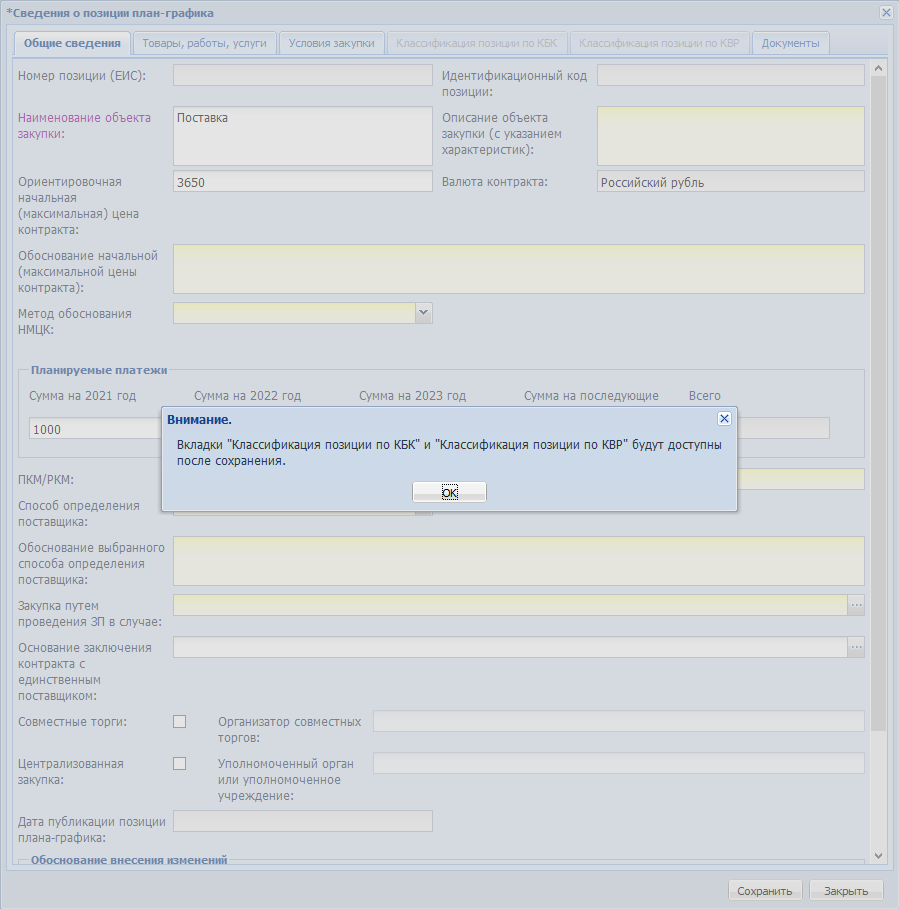 *Сведения о позиции план-графика
Общие сведения
Товары, работы, услуги
Условия закупки
Классификация позиции по КБК
Классификация позиции по КВР
Документы
Номер позиции (ЕИС):
Идентификационный код
позиции:
Наименование объекта
закупки:
Поставка
Описание объекта
закупки (с указанием
характеристик):
Ориентировочная
начальная
(максимальная) цена
контракта:
3650
Валюта контракта:
Российский рубль
Обоснование начальной
(максимальной цены
контракта):
Метод обоснования
НМЦК:
Планируемые платежи
Сумма на 2021 год
Сумма на 2022 год
Сумма на 2023 год
Сумма на последующие
Всего
1000
Внимание.
Вкладки "Классификация позиции по КБК" и "Классификация позиции по КВР" будут доступны
после сохранения.
OK
ПКМ/РКМ:
Способ определения
поставщика:
Обоснование выбранного
способа определения
поставщика:
Закупка путем
проведения ЗП в случае:
Основание заключения
контракта с
единственным
поставщиком:
Совместные торги:
Организатор совместных
торгов:
Централизованная
закупка:
Уполномоченный орган
или уполномоченное
учреждение:
Дата публикации позиции
плана-графика:
Обоснование внесения изменений
Сохранить
Закрыть